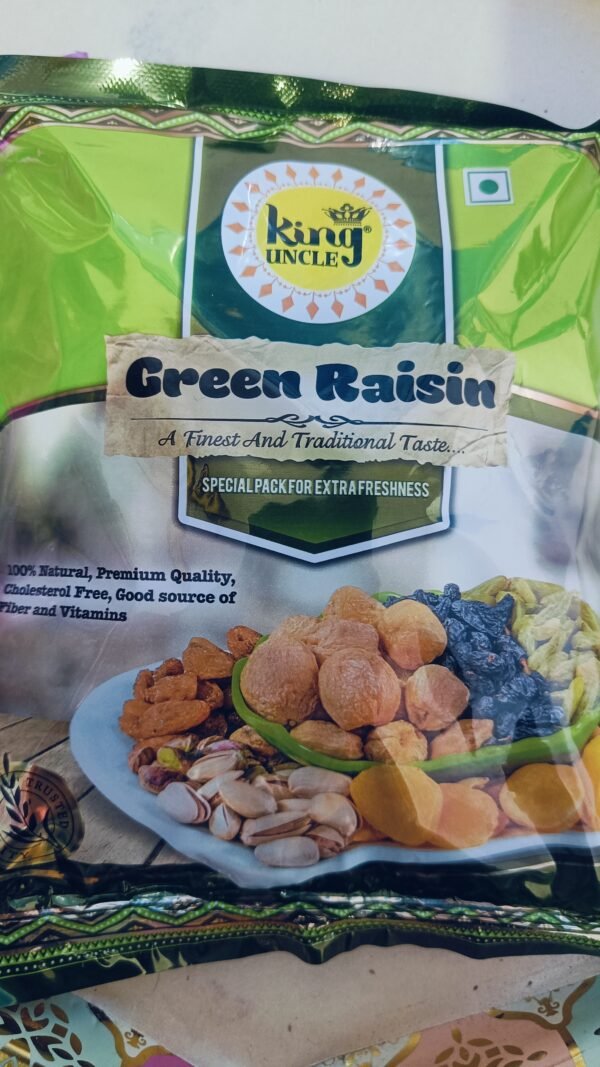 king®
UNCLE
Green Raisin
A Finest And Traditional Taste....
SPECIAL PACK FOR EXTRA FRESHNESS
100% Natural, Premium Quality,
Cholesterol Free, Good source of
Fiber and Vitamins
TRUSTED